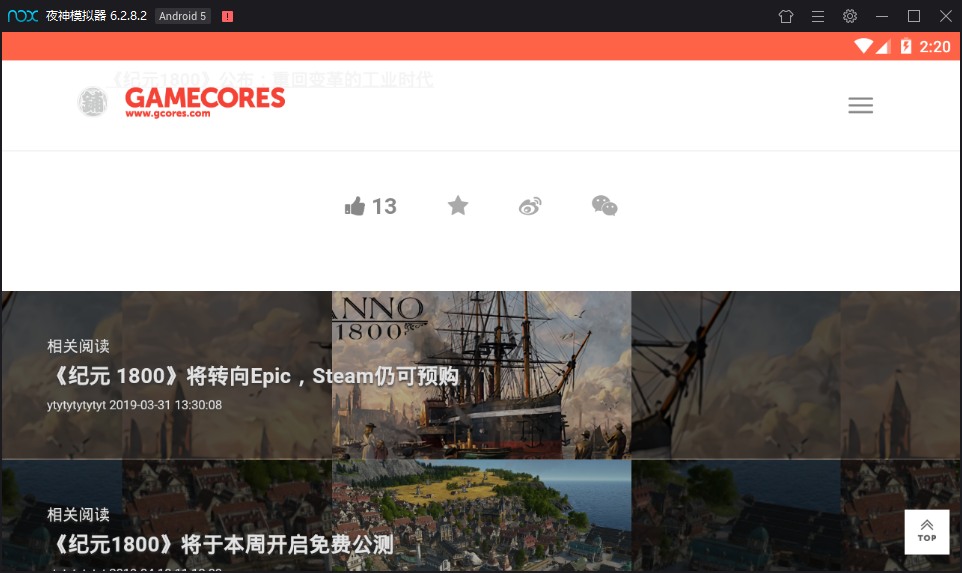 nox 夜神模拟器 6.2.8.2 Android 5
2:20
《纪元1800》公布：重回变革的工业时代
GAMECORES
www.gcores.com
13
ANNO
1800
相关阅读
《纪元 1800》将转向Epic，Steam仍可预购
ytytytytytyt 2019-03-31 13:30:08
相关阅读
《纪元1800》将于本周开启免费公测
TOP